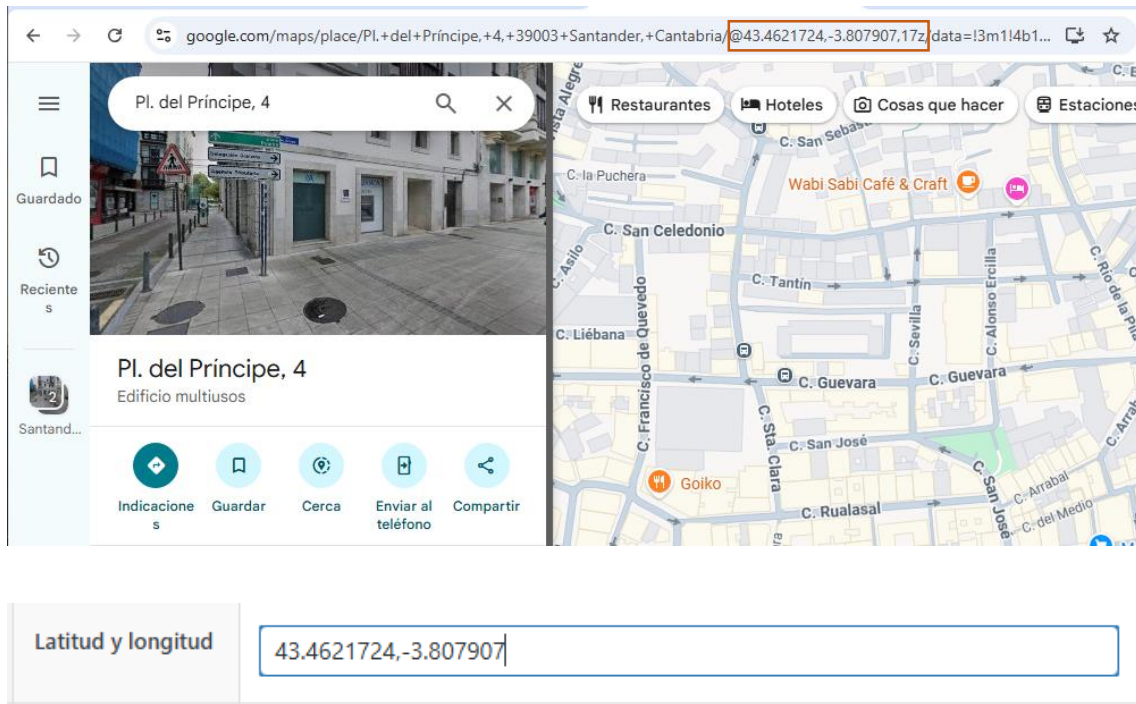 google.com/maps/place/Pl.+del+Príncipe,+4,+39003+Santander,+Cantabria/@43.4621724,-3.807907,17z/data=!3m1!4b1...
Pl. del Príncipe, 4
Guardado
Reciente
s
Santand...
2
Pl. del Príncipe, 4
Edificio multiusos
Indicacione
s
Guardar
Cerca
Enviar al
teléfono
Compartir
Restaurantes
Hoteles
Cosas que hacer
Estaciones
C. San Sebas
C. la Puchera
Wabi Sabi Café & Craft
C. San Celedonio
C. Asilo
C. Tantín
C. Alonso Ercilla
C. Río de la Pila
C. Liébana
C. Francisco de Quevedo
C. Sevilla
C. Guevara
C. Guevara
C. Sta. Clara
C. San José
C. San José
Goiko
C. Rualasal
C. Arrabal
C. del Medio
Latitud y longitud
43.4621724,-3.807907